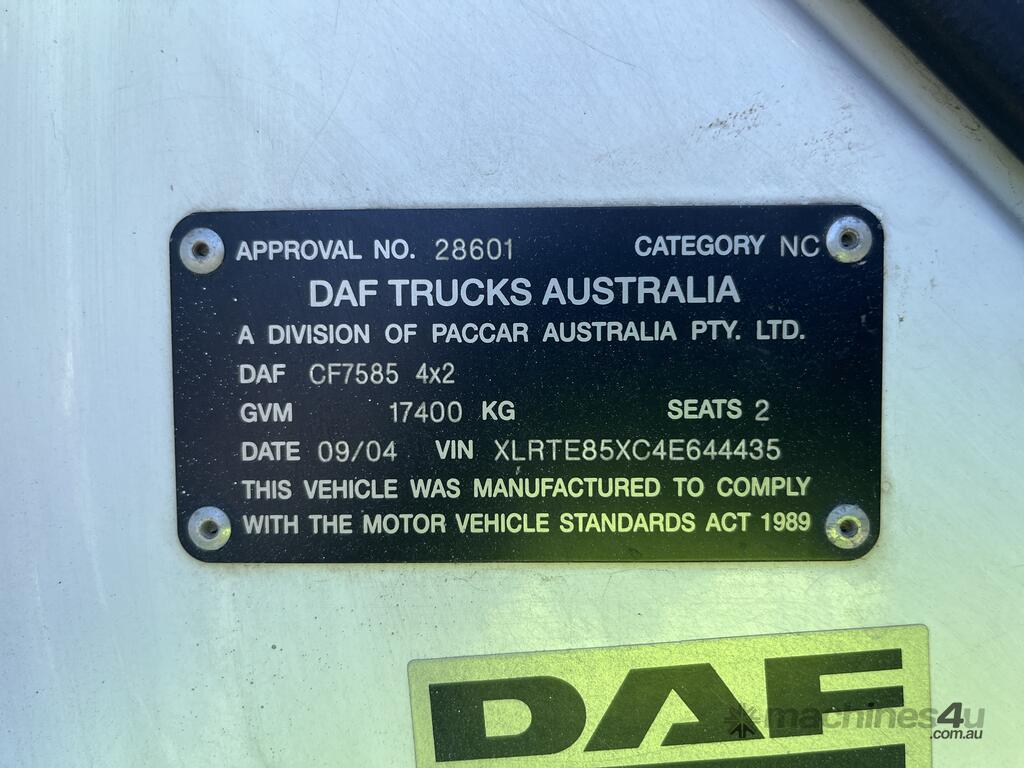 APPROVAL NO. 28601 CATEGORY NC
DAF TRUCKS AUSTRALIA
A DIVISION OF PACCAR AUSTRALIA PTY. LTD.
DAF CF7585 4x2
GVM 17400 KG SEATS 2
DATE 09/04 VIN XLRTE85XC4E644435
THIS VEHICLE WAS MANUFACTURED TO COMPLY
WITH THE MOTOR VEHICLE STANDARDS ACT 1989
DAF
machines4u
.com.au